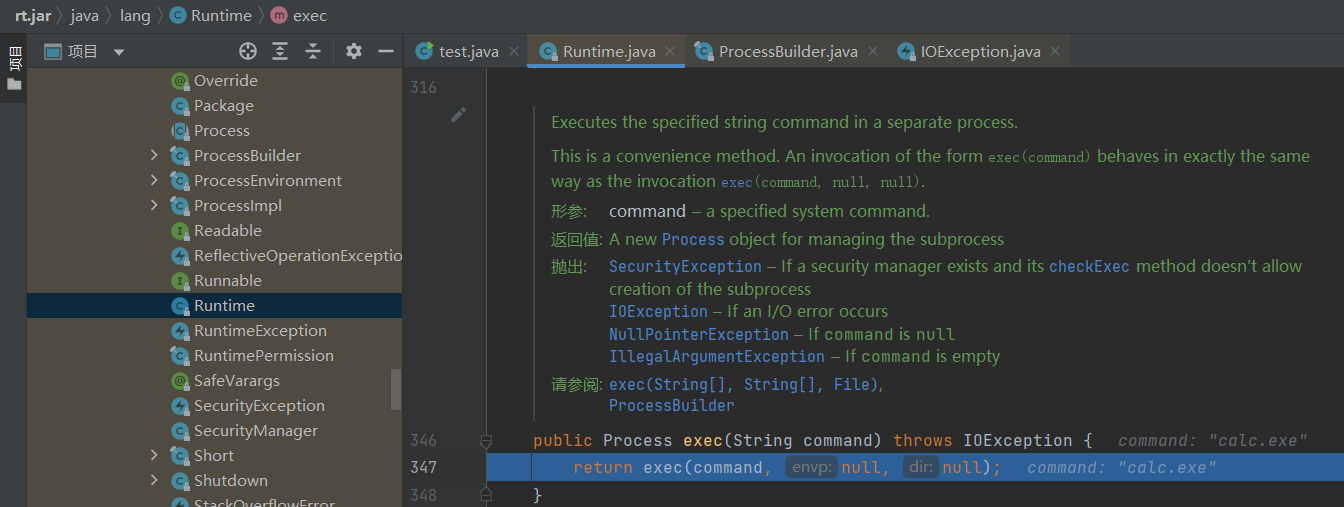 rt.jar 〉 java 〉 lang 〉 Runtime 〉 exec
项目
项目
test.java × Runtime.java × ProcessBuilder.java × IOException.java ×
Override
Package
Process
ProcessBuilder
ProcessEnvironment
ProcessImpl
Readable
ReflectiveOperationExceptio
Runnable
Runtime
RuntimeException
RuntimePermission
SafeVarargs
SecurityException
SecurityManager
Short
Shutdown
StackOverflowError
316
Executes the specified string command in a separate process.
This is a convenience method. An invocation of the form exec(command) behaves in exactly the same
way as the invocation exec(command, null, null).
形参: command – a specified system command.
返回值: A new Process object for managing the subprocess
抛出: SecurityException – If a security manager exists and its checkExec method doesn't allow
creation of the subprocess
IOException – If an I/O error occurs
NullPointerException – If command is null
IllegalArgumentException – If command is empty
请参阅: exec(String[], String[], File),
ProcessBuilder
346 public Process exec(String command) throws IOException { command: "calc.exe"
347 return exec(command, envp: null, dir: null); command: "calc.exe"
348 }